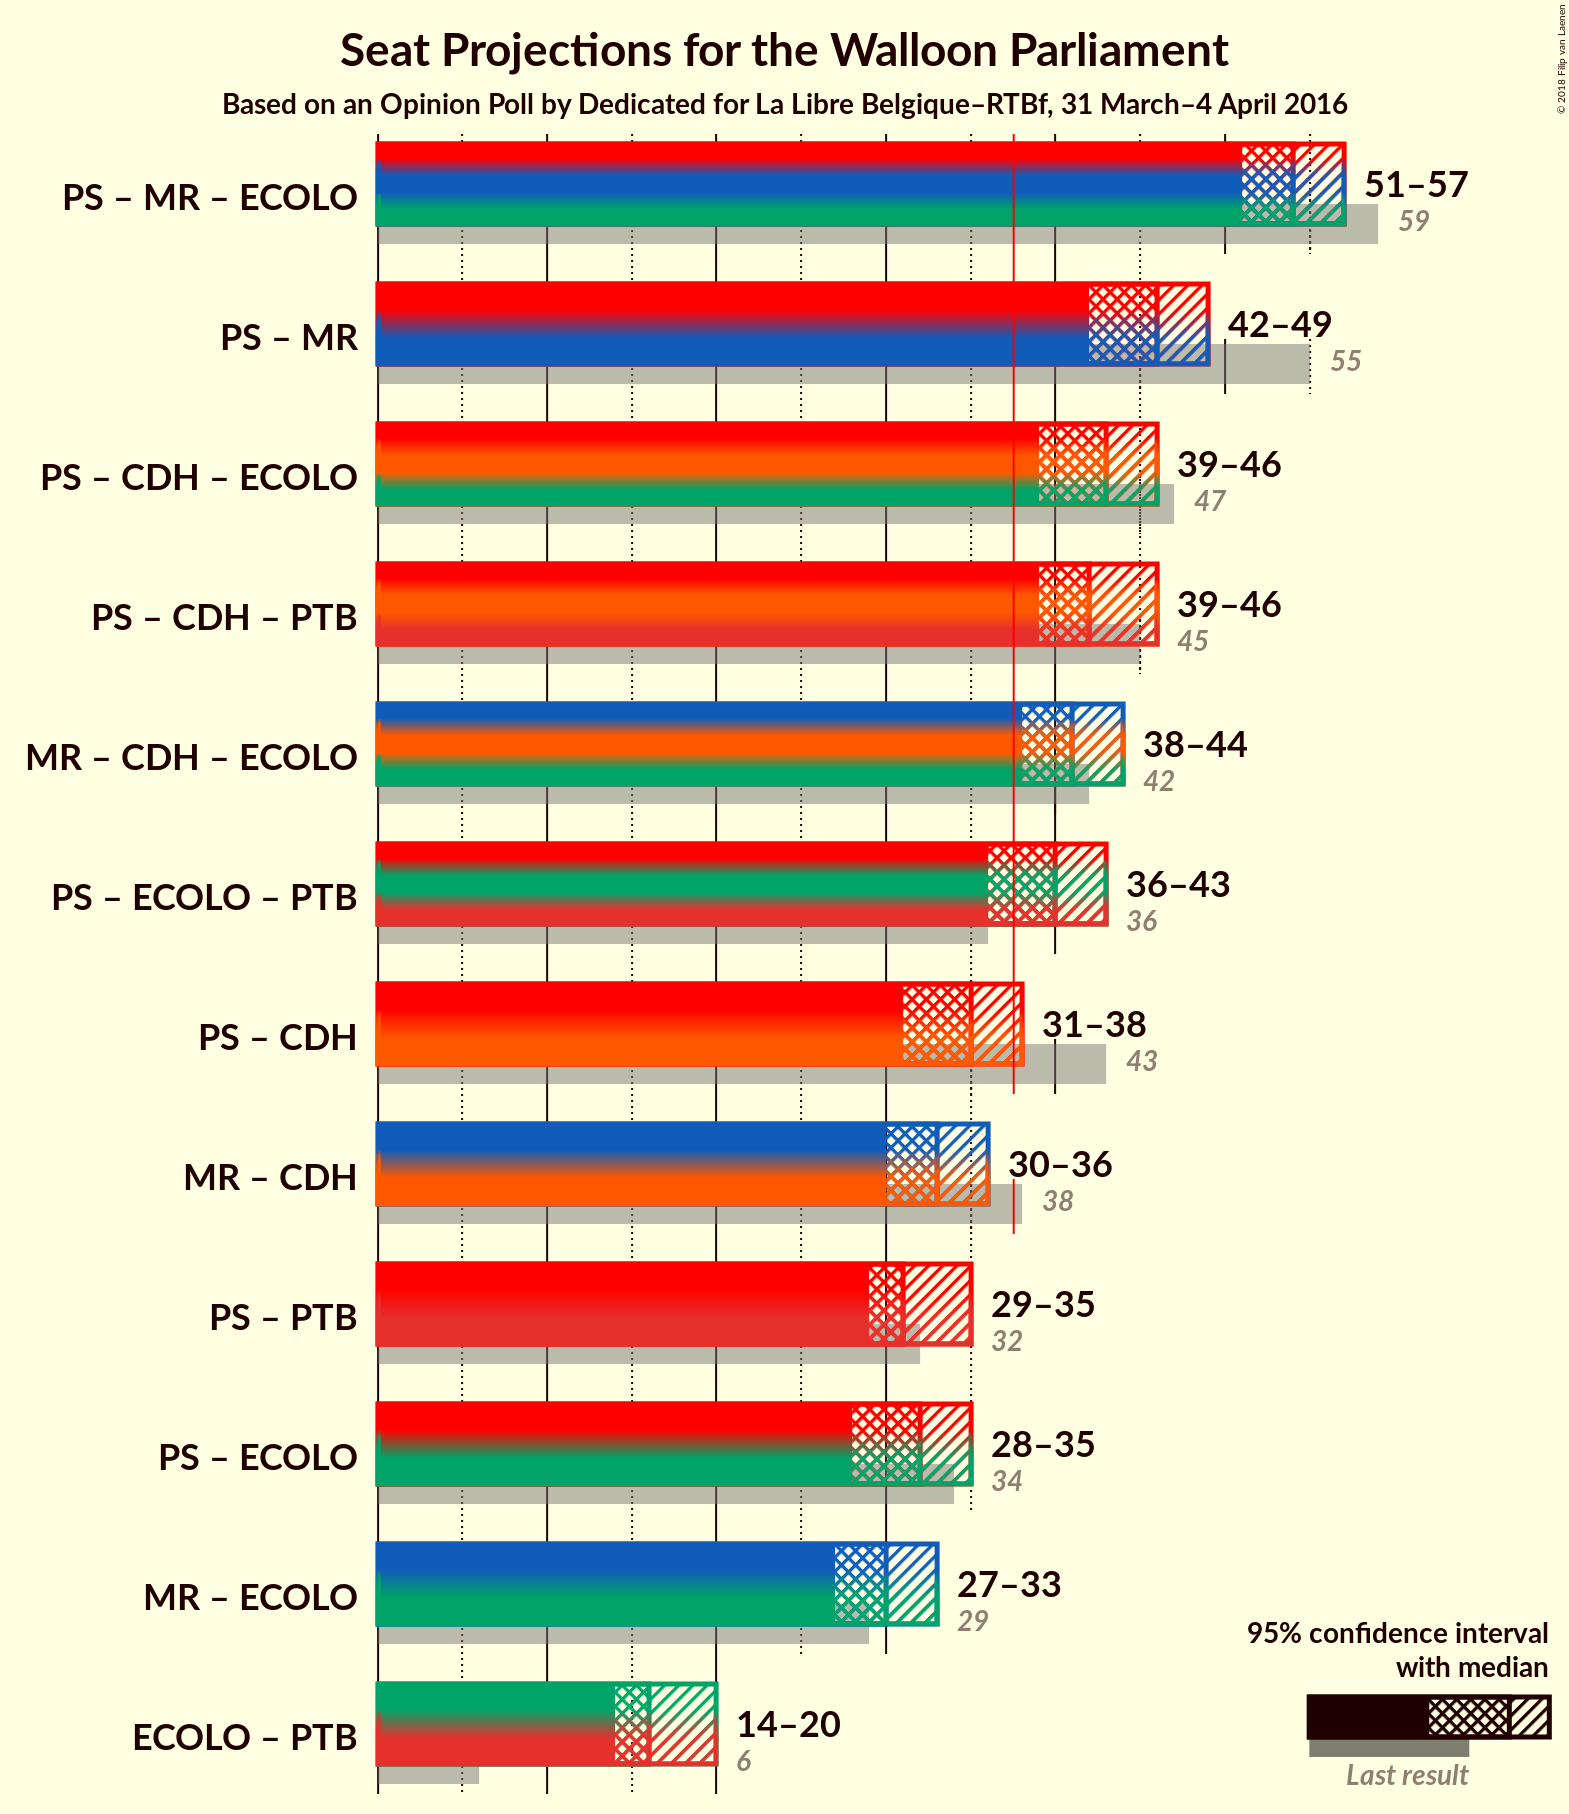 Seat Projections for the Walloon Parliament
Based on an Opinion Poll by Dedicated for La Libre Belgique–RTBf, 31 March–4 April 2016
© 2018 Filip van Laenen
PS – MR – ECOLO
51–57
59
PS – MR
42–49
55
PS – CDH – ECOLO
39–46
47
PS – CDH – PTB
39–46
45
MR – CDH – ECOLO
38–44
42
PS – ECOLO – PTB
36–43
36
PS – CDH
31–38
43
MR – CDH
30–36
38
PS – PTB
29–35
32
PS – ECOLO
28–35
34
MR – ECOLO
27–33
29
ECOLO – PTB
14–20
6
95% confidence interval
with median
Last result